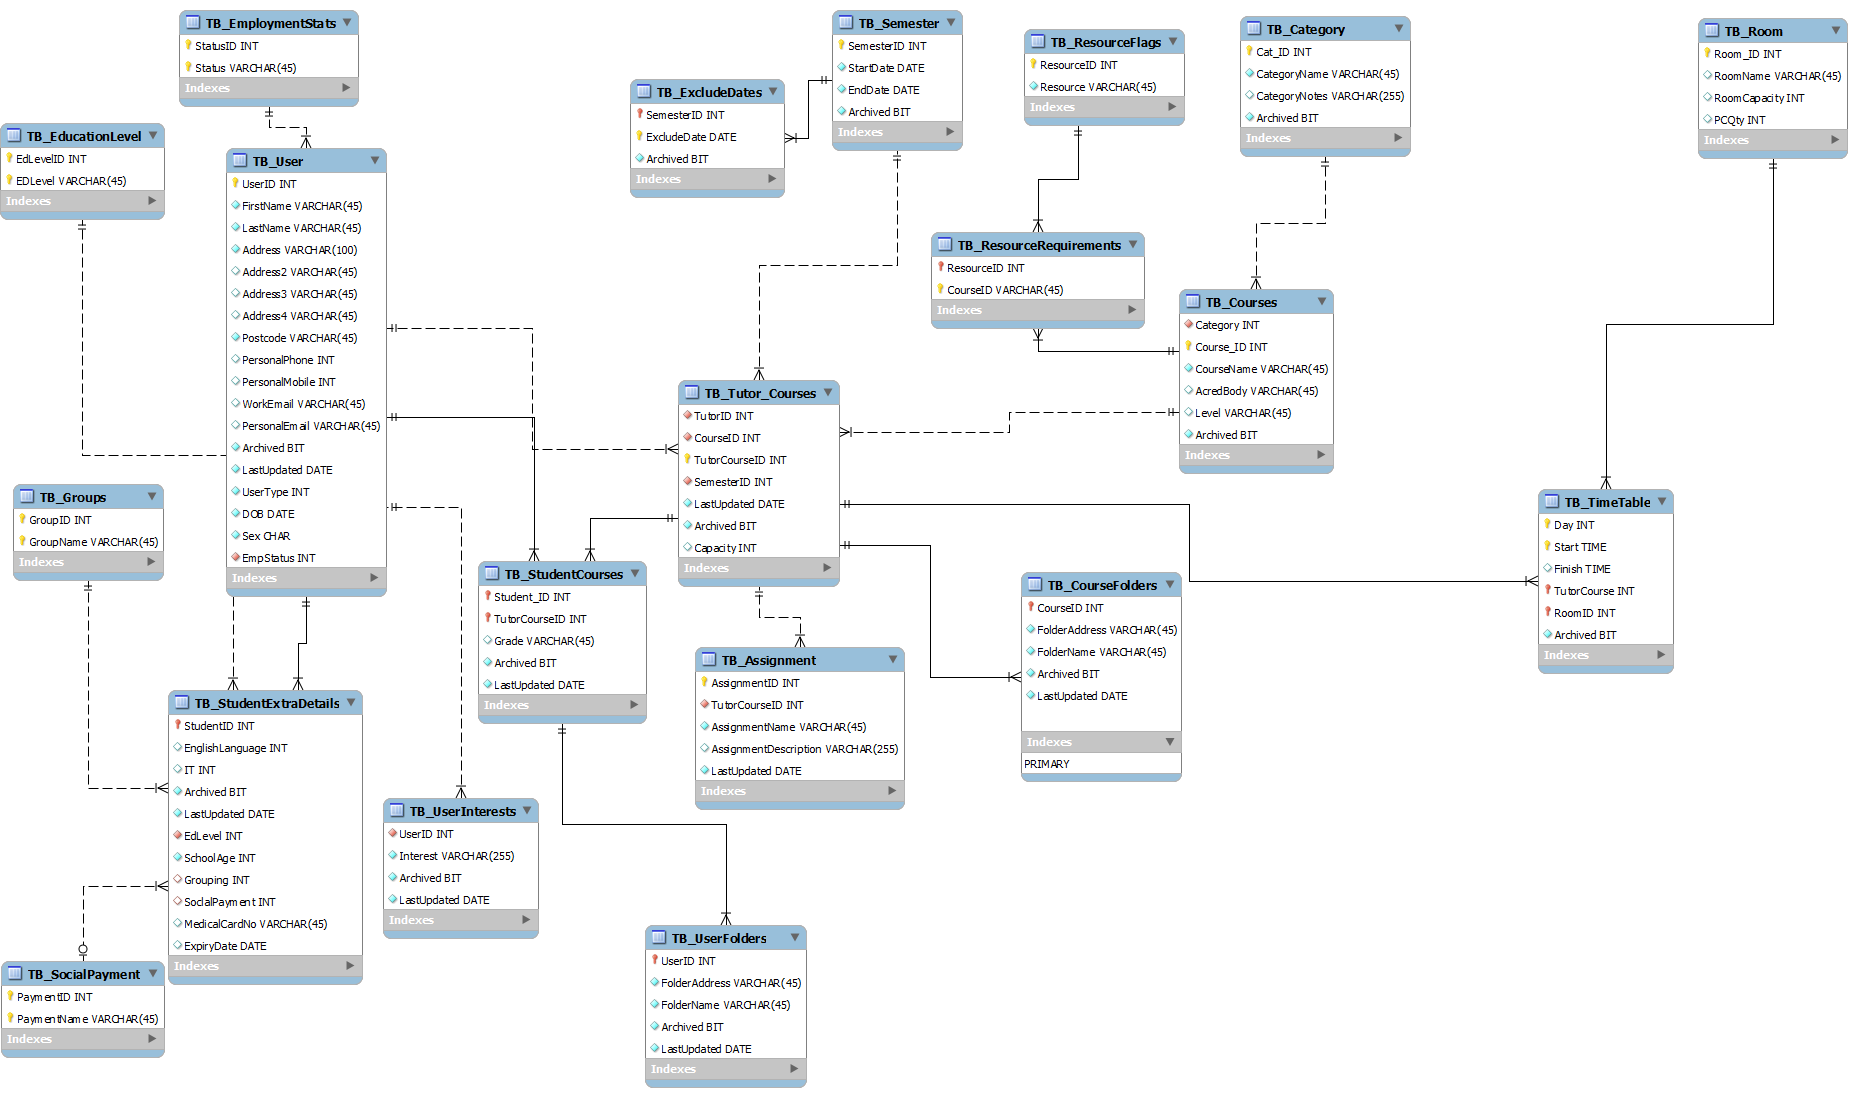 TB_EmploymentStats
StatusID INT
Status VARCHAR(45)
Indexes
TB_EducationLevel
EdLevelID INT
EDLevel VARCHAR(45)
Indexes
TB_User
UserID INT
FirstName VARCHAR(45)
LastName VARCHAR(45)
Address VARCHAR(100)
Address2 VARCHAR(45)
Address3 VARCHAR(45)
Address4 VARCHAR(45)
Postcode VARCHAR(45)
PersonalPhone INT
PersonalMobile INT
WorkEmail VARCHAR(45)
PersonalEmail VARCHAR(45)
Archived BIT
LastUpdated DATE
UserType INT
DOB DATE
Sex CHAR
EmpStatus INT
Indexes
TB_Groups
GroupID INT
GroupName VARCHAR(45)
Indexes
TB_StudentExtraDetails
StudentID INT
EnglishLanguage INT
IT INT
Archived BIT
LastUpdated DATE
EdLevel INT
SchoolAge INT
Grouping INT
SocialPayment INT
MedicalCardNo VARCHAR(45)
ExpiryDate DATE
Indexes
TB_SocialPayment
PaymentID INT
PaymentName VARCHAR(45)
Indexes
TB_UserInterests
UserID INT
Interest VARCHAR(255)
Archived BIT
LastUpdated DATE
Indexes
TB_StudentCourses
Student_ID INT
TutorCourseID INT
Grade VARCHAR(45)
Archived BIT
LastUpdated DATE
Indexes
TB_ExcludeDates
SemesterID INT
ExcludeDate DATE
Archived BIT
Indexes
TB_Semester
SemesterID INT
StartDate DATE
EndDate DATE
Archived BIT
Indexes
TB_Tutor_Courses
TutorID INT
CourseID INT
TutorCourseID INT
SemesterID INT
LastUpdated DATE
Archived BIT
Capacity INT
Indexes
TB_Assignment
AssignmentID INT
TutorCourseID INT
AssignmentName VARCHAR(45)
AssignmentDescription VARCHAR(255)
LastUpdated DATE
Indexes
TB_UserFolders
UserID INT
FolderAddress VARCHAR(45)
FolderName VARCHAR(45)
Archived BIT
LastUpdated DATE
Indexes
TB_ResourceFlags
ResourceID INT
Resource VARCHAR(45)
Indexes
TB_ResourceRequirements
ResourceID INT
CourseID VARCHAR(45)
Indexes
TB_Category
Cat_ID INT
CategoryName VARCHAR(45)
CategoryNotes VARCHAR(255)
Archived BIT
Indexes
TB_Courses
Category INT
Course_ID INT
CourseName VARCHAR(45)
AcredBody VARCHAR(45)
Level VARCHAR(45)
Archived BIT
Indexes
TB_CourseFolders
CourseID INT
FolderAddress VARCHAR(45)
FolderName VARCHAR(45)
Archived BIT
LastUpdated DATE
Indexes
PRIMARY
TB_Room
Room_ID INT
RoomName VARCHAR(45)
RoomCapacity INT
PCQty INT
Indexes
TB_TimeTable
Day INT
Start TIME
Finish TIME
TutorCourse INT
RoomID INT
Archived BIT
Indexes